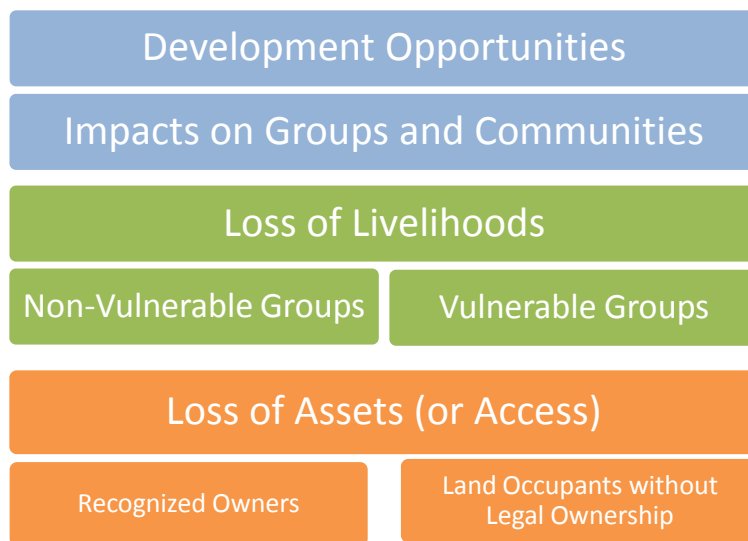 Development Opportunities
Impacts on Groups and Communities
Loss of Livelihoods
Non-Vulnerable Groups
Vulnerable Groups
Loss of Assets (or Access)
Recognized Owners
Land Occupants without
Legal Ownership